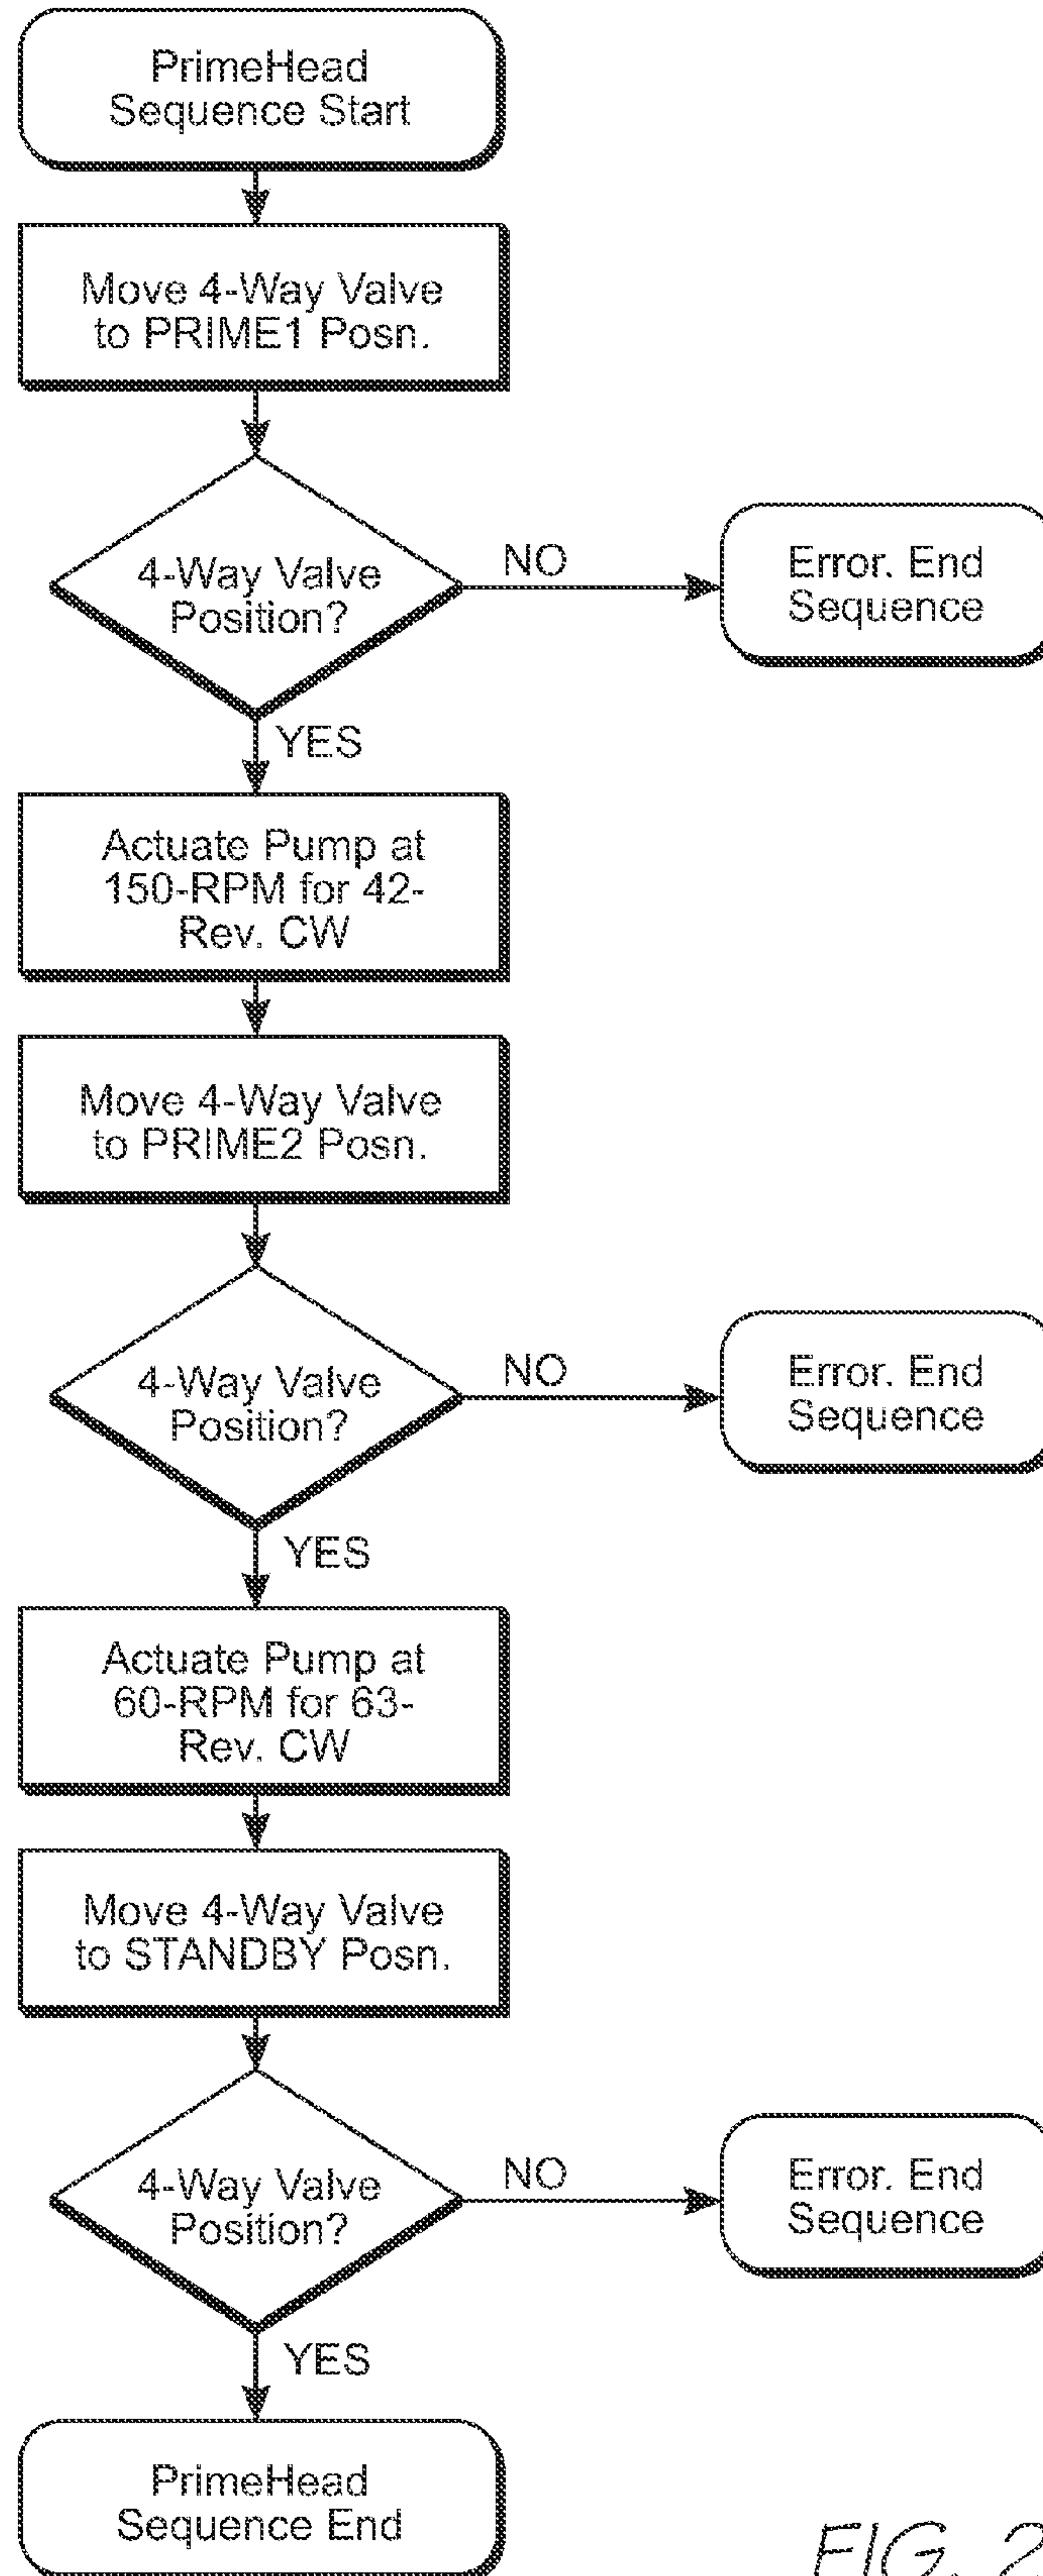 PrimeHead
Sequence Start
Move 4-Way Valve
to PRIME1 Posn.
4-Way Valve
Position?
NO
Error. End
Sequence
YES
Actuate Pump at
150-RPM for 42-
Rev. CW
Move 4-Way Valve
to PRIME2 Posn.
4-Way Valve
Position?
NO
Error. End
Sequence
YES
Actuate Pump at
60-RPM for 63-
Rev. CW
Move 4-Way Valve
to STANDBY Posn.
4-Way Valve
Position?
NO
Error. End
Sequence
YES
PrimeHead
Sequence End
FIG. 2